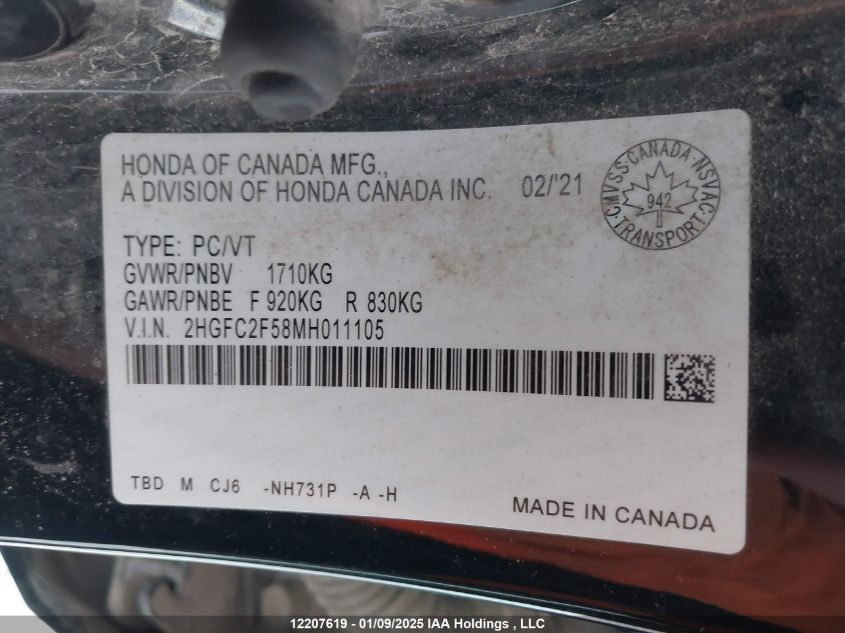 HONDA OF CANADA MFG.,
A DIVISION OF HONDA CANADA INC. 02/'21
CMVSS · CANADA · NSVAC · TRANSPORT
942
TYPE: PC/VT
GVWR/PNBV 1710KG
GAWR/PNBE F 920KG R 830KG
V.I.N. 2HGFC2F58MH011105
TBD M CJ6 -NH731P -A -H
MADE IN CANADA
12207619 - 01/09/2025 IAA Holdings , LLC